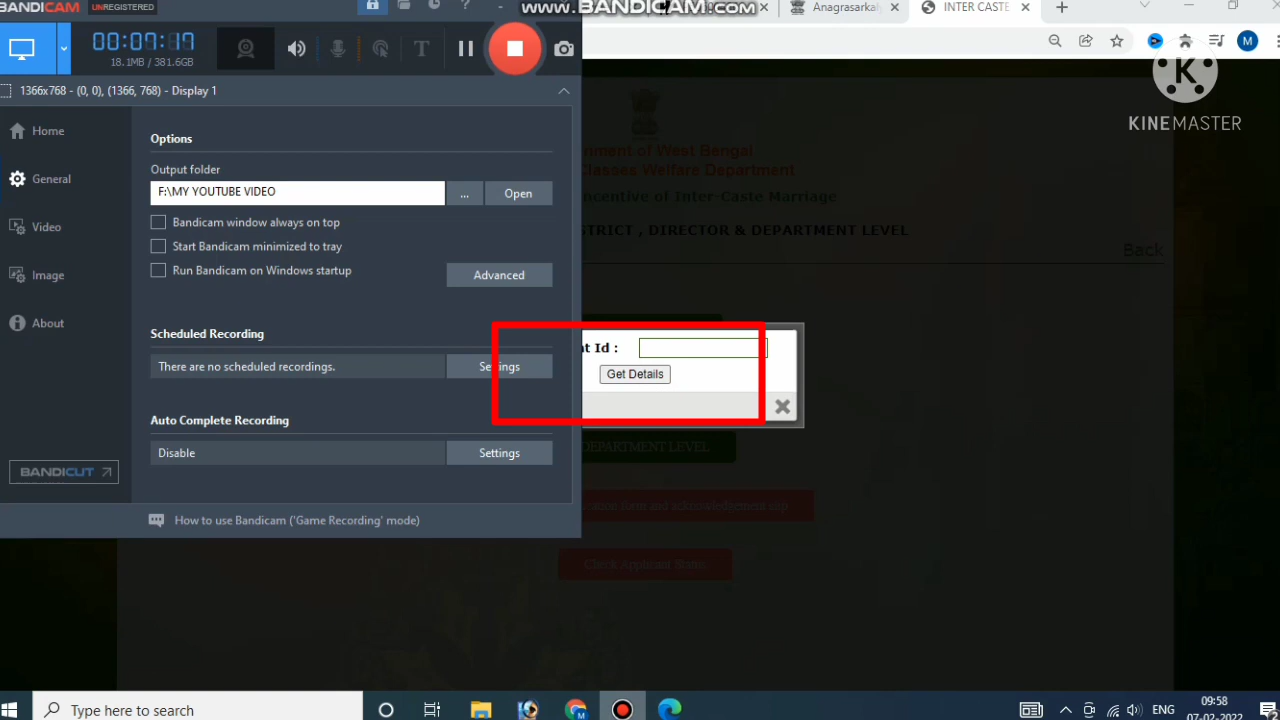 BANDICAM UNREGISTERED
www.BANDICAM.COM
Anagrasarkal
INTER CASTE
00:07:17
18.1MB / 381.6GB
T
M
K
KINEMASTER
1366x768 - (0, 0), (1366, 768) - Display 1
Home
General
Video
Image
About
BANDICUT
Options
Output folder
F:\MY YOUTUBE VIDEO
... Open
Bandicam window always on top
Start Bandicam minimized to tray
Run Bandicam on Windows startup
Advanced
Scheduled Recording
There are no scheduled recordings. Settings
Auto Complete Recording
Disable Settings
How to use Bandicam ('Game Recording' mode)
nment of West Bengal
Classes Welfare Department
ncentive of Inter-Caste Marriage
STRICT , DIRECTOR & DEPARTMENT LEVEL
Back
t Id :
Get Details
DEPARTMENT LEVEL
form and acknowledgement slip
Check Applicant Status
Type here to search
ENG
09:58
07-02-2022